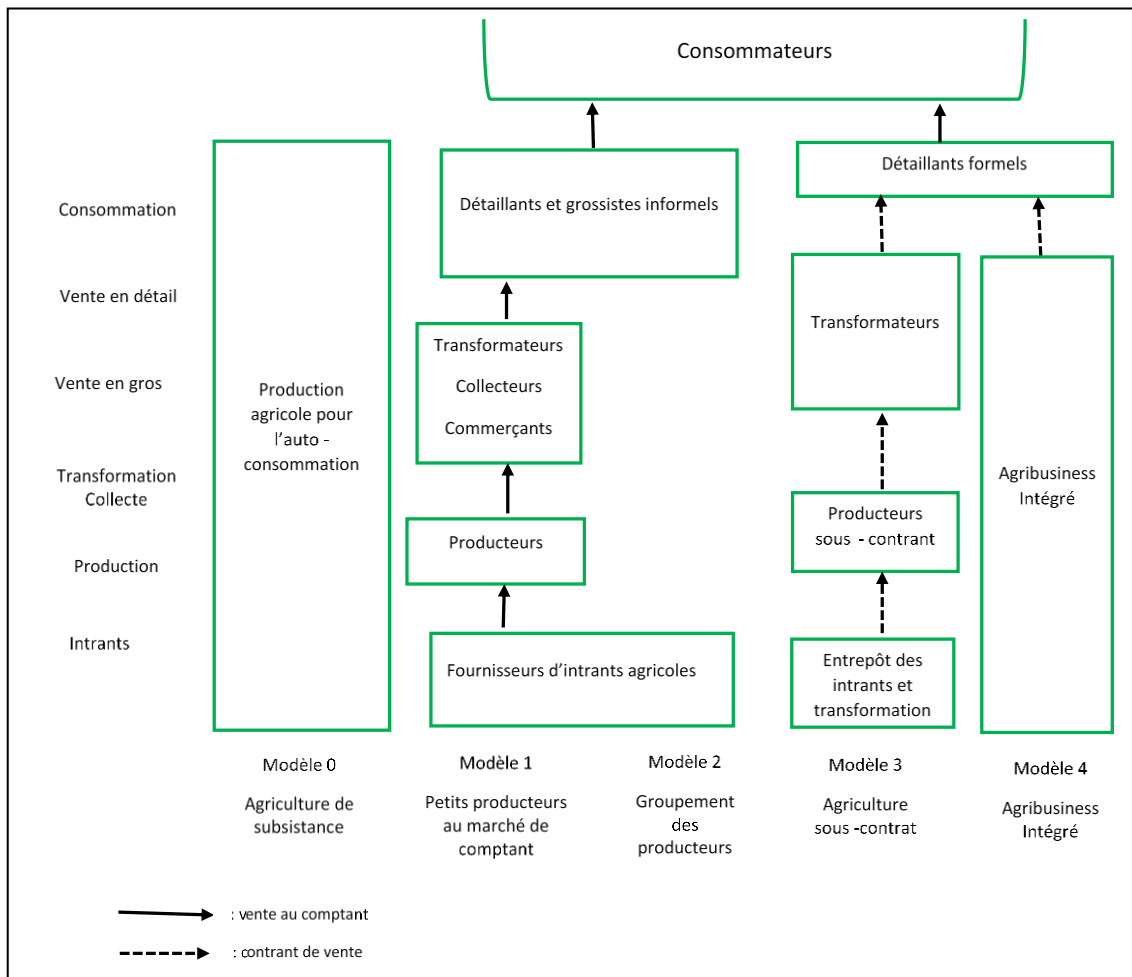 Consommateurs
Détaillants formels
Détaillants et grossistes informels
Consommation
Vente en détail
Vente en gros
Transformation
Collecte
Production
Intrants
Production
agricole pour
l'auto -
consommation
Transformateurs
Collecteurs
Commerçants
Producteurs
Fournisseurs d'intrants agricoles
Transformateurs
Producteurs
sous - contrant
Entrepôt des
intrants et
transformation
Agribusiness
Intégré
Modèle 0
Agriculture de
subsistance
Modèle 1
Petits producteurs
au marché de
comptant
Modèle 2
Groupement
des
producteurs
Modèle 3
Agriculture
sous -contrat
Modèle 4
Agribusiness
Intégré
: vente au comptant
: contrant de vente